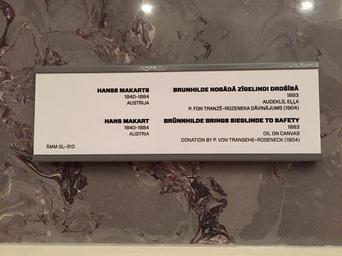 HANSS MAKARTS
1840-1884
AUSTRIJA
BRUNHILDE NOGĀDĀ ZĪGELINDI DROŠĪBĀ
1883
AUDEKLS, EĻĻA
P. FON TRANZĒ-ROZENEKA DĀVINĀJUMS (1904)
HANS MAKART
1840-1884
AUSTRIA
BRÜNNHILDE BRINGS SIEGLINDE TO SAFETY
1883
OIL ON CANVAS
DONATION BY P. VON TRANSEHE-ROSENECK (1904)
ĀMM GL-310